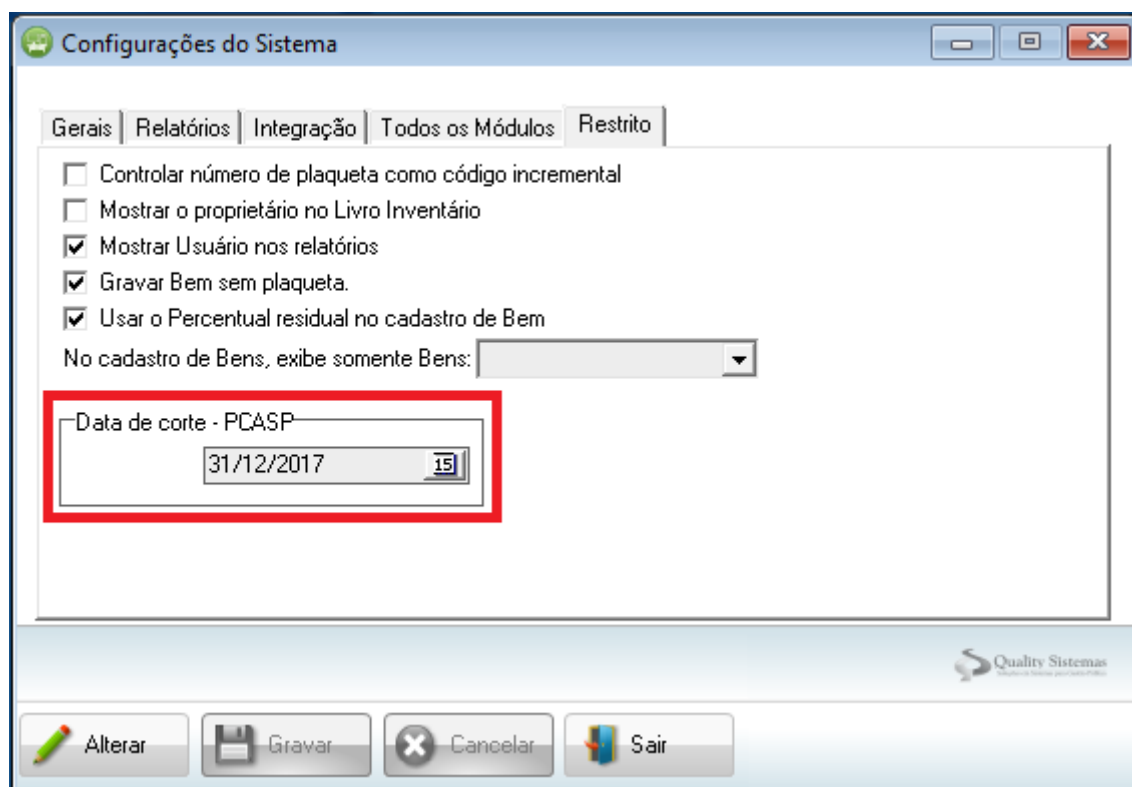 Configurações do Sistema
Gerais Relatórios Integração Todos os Módulos Restrito
Controlar número de plaqueta como código incremental
Mostrar o proprietário no Livro Inventário
Mostrar Usuário nos relatórios
Gravar Bem sem plaqueta.
Usar o Percentual residual no cadastro de Bem
No cadastro de Bens, exibe somente Bens:
Data de corte - PCASP
31/12/2017 15
Quality Sistemas
Alterar Gravar Cancelar Sair